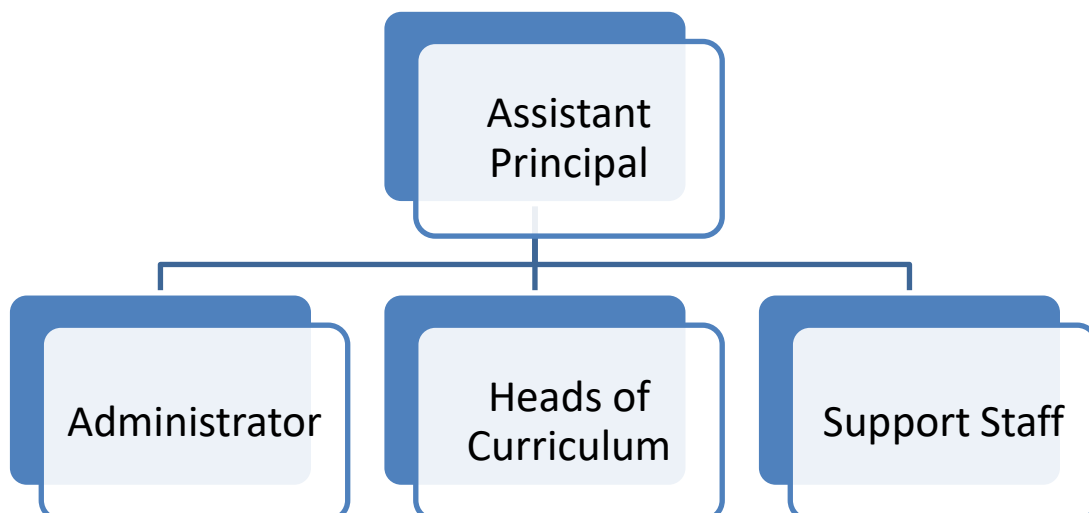 Assistant
Principal
Administrator
Heads of
Curriculum
Support Staff